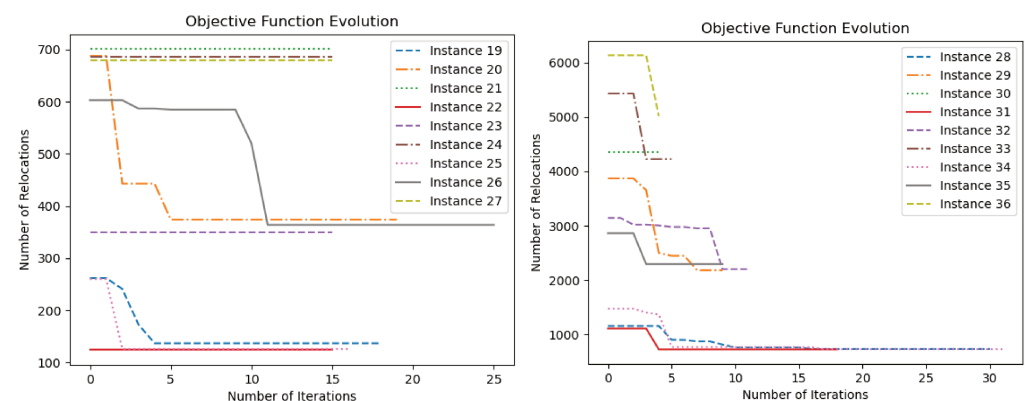 Objective Function Evolution
Number of Relocations
700
600
500
400
300
200
100
0
5
10
15
20
25
Number of Iterations
Instance 19
Instance 20
Instance 21
Instance 22
Instance 23
Instance 24
Instance 25
Instance 26
Instance 27
Objective Function Evolution
Number of Relocations
6000
5000
4000
3000
2000
1000
0
5
10
15
20
25
30
Number of Iterations
Instance 28
Instance 29
Instance 30
Instance 31
Instance 32
Instance 33
Instance 34
Instance 35
Instance 36